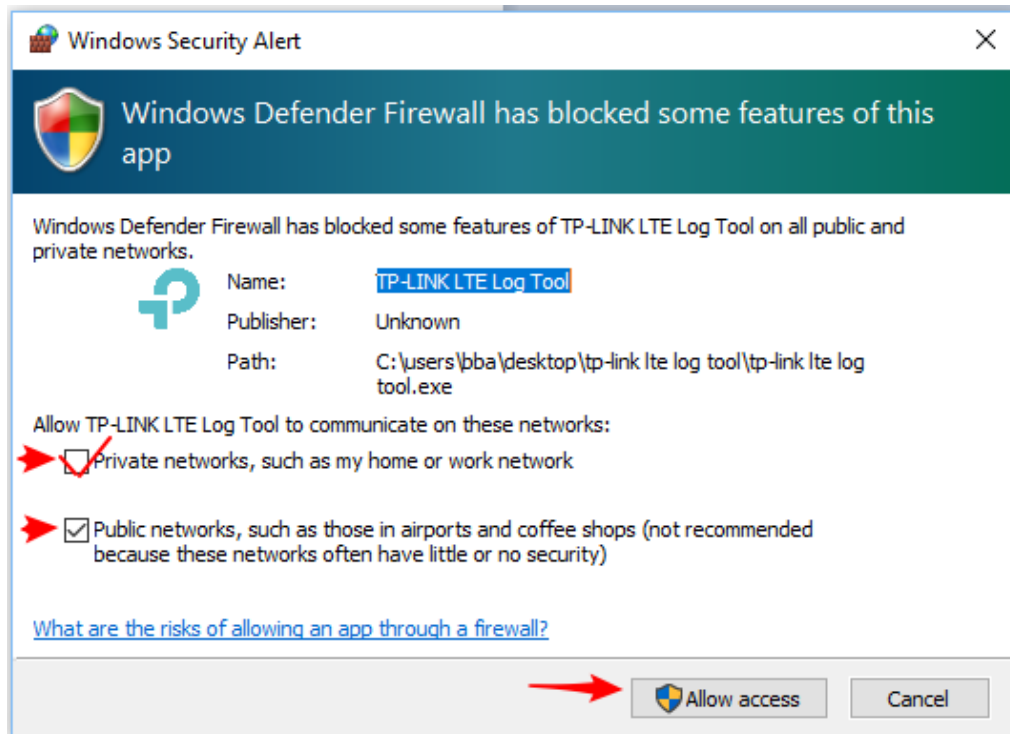 Windows Security Alert
Windows Defender Firewall has blocked some features of this
app
Windows Defender Firewall has blocked some features of TP-LINK LTE Log Tool on all public and
private networks.
Name: TP-LINK LTE Log Tool
Publisher: Unknown
Path: C:\users\bba\desktop\tp-link lte log tool\tp-link lte log
tool.exe
Allow TP-LINK LTE Log Tool to communicate on these networks:
Private networks, such as my home or work network
Public networks, such as those in airports and coffee shops (not recommended
because these networks often have little or no security)
What are the risks of allowing an app through a firewall?
Allow access Cancel